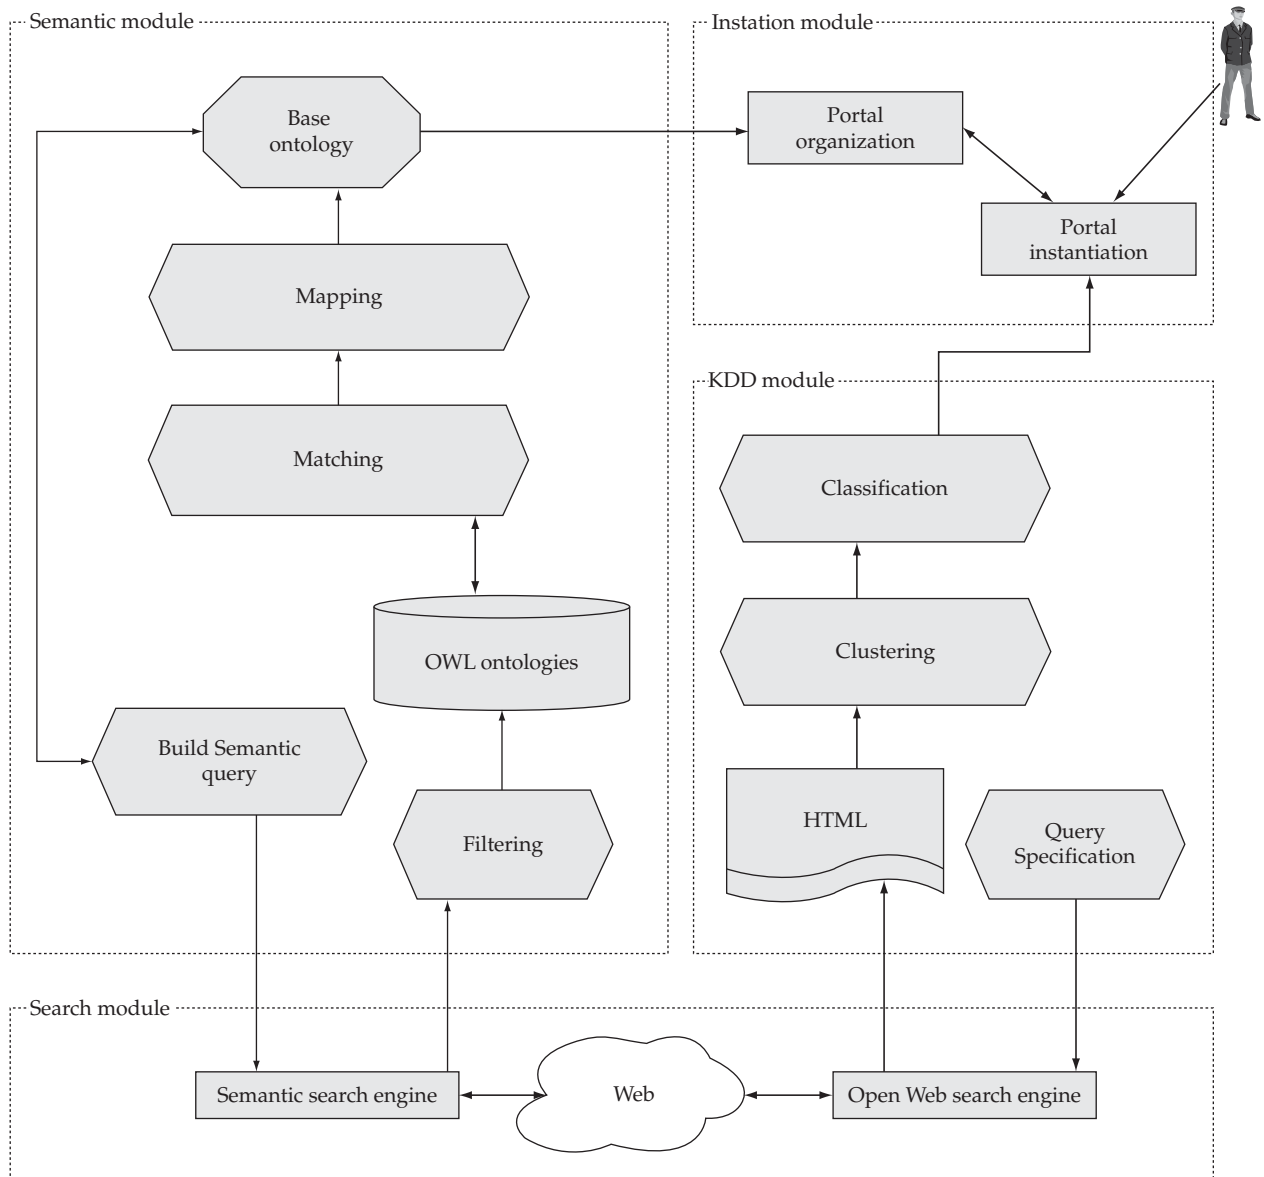 Semantic module
Instation module
Base
ontology
Portal
organization
Portal
instantiation
Mapping
KDD module
Matching
Classification
Clustering
OWL ontologies
Build Semantic
query
Filtering
HTML
Query
Specification
Search module
Semantic search engine
Web
Open Web search engine